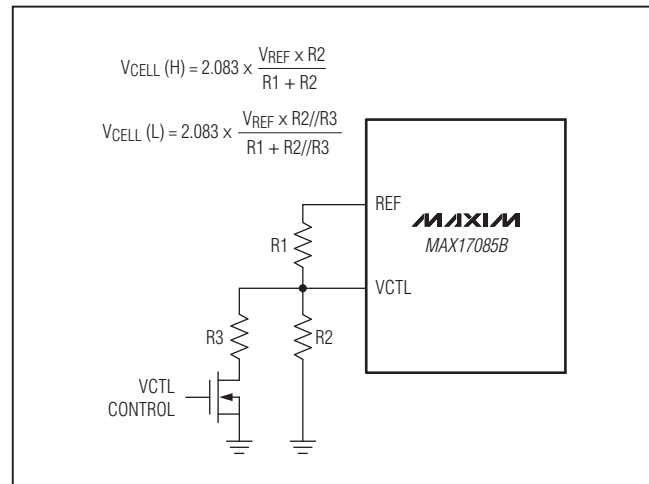 VCELL (H) = 2.083 x VREF x R2 / R1 + R2
VCELL (L) = 2.083 x VREF x R2//R3 / R1 + R2//R3
REF
MAXIM
MAX17085B
R1
VCTL
R3
R2
VCTL
CONTROL